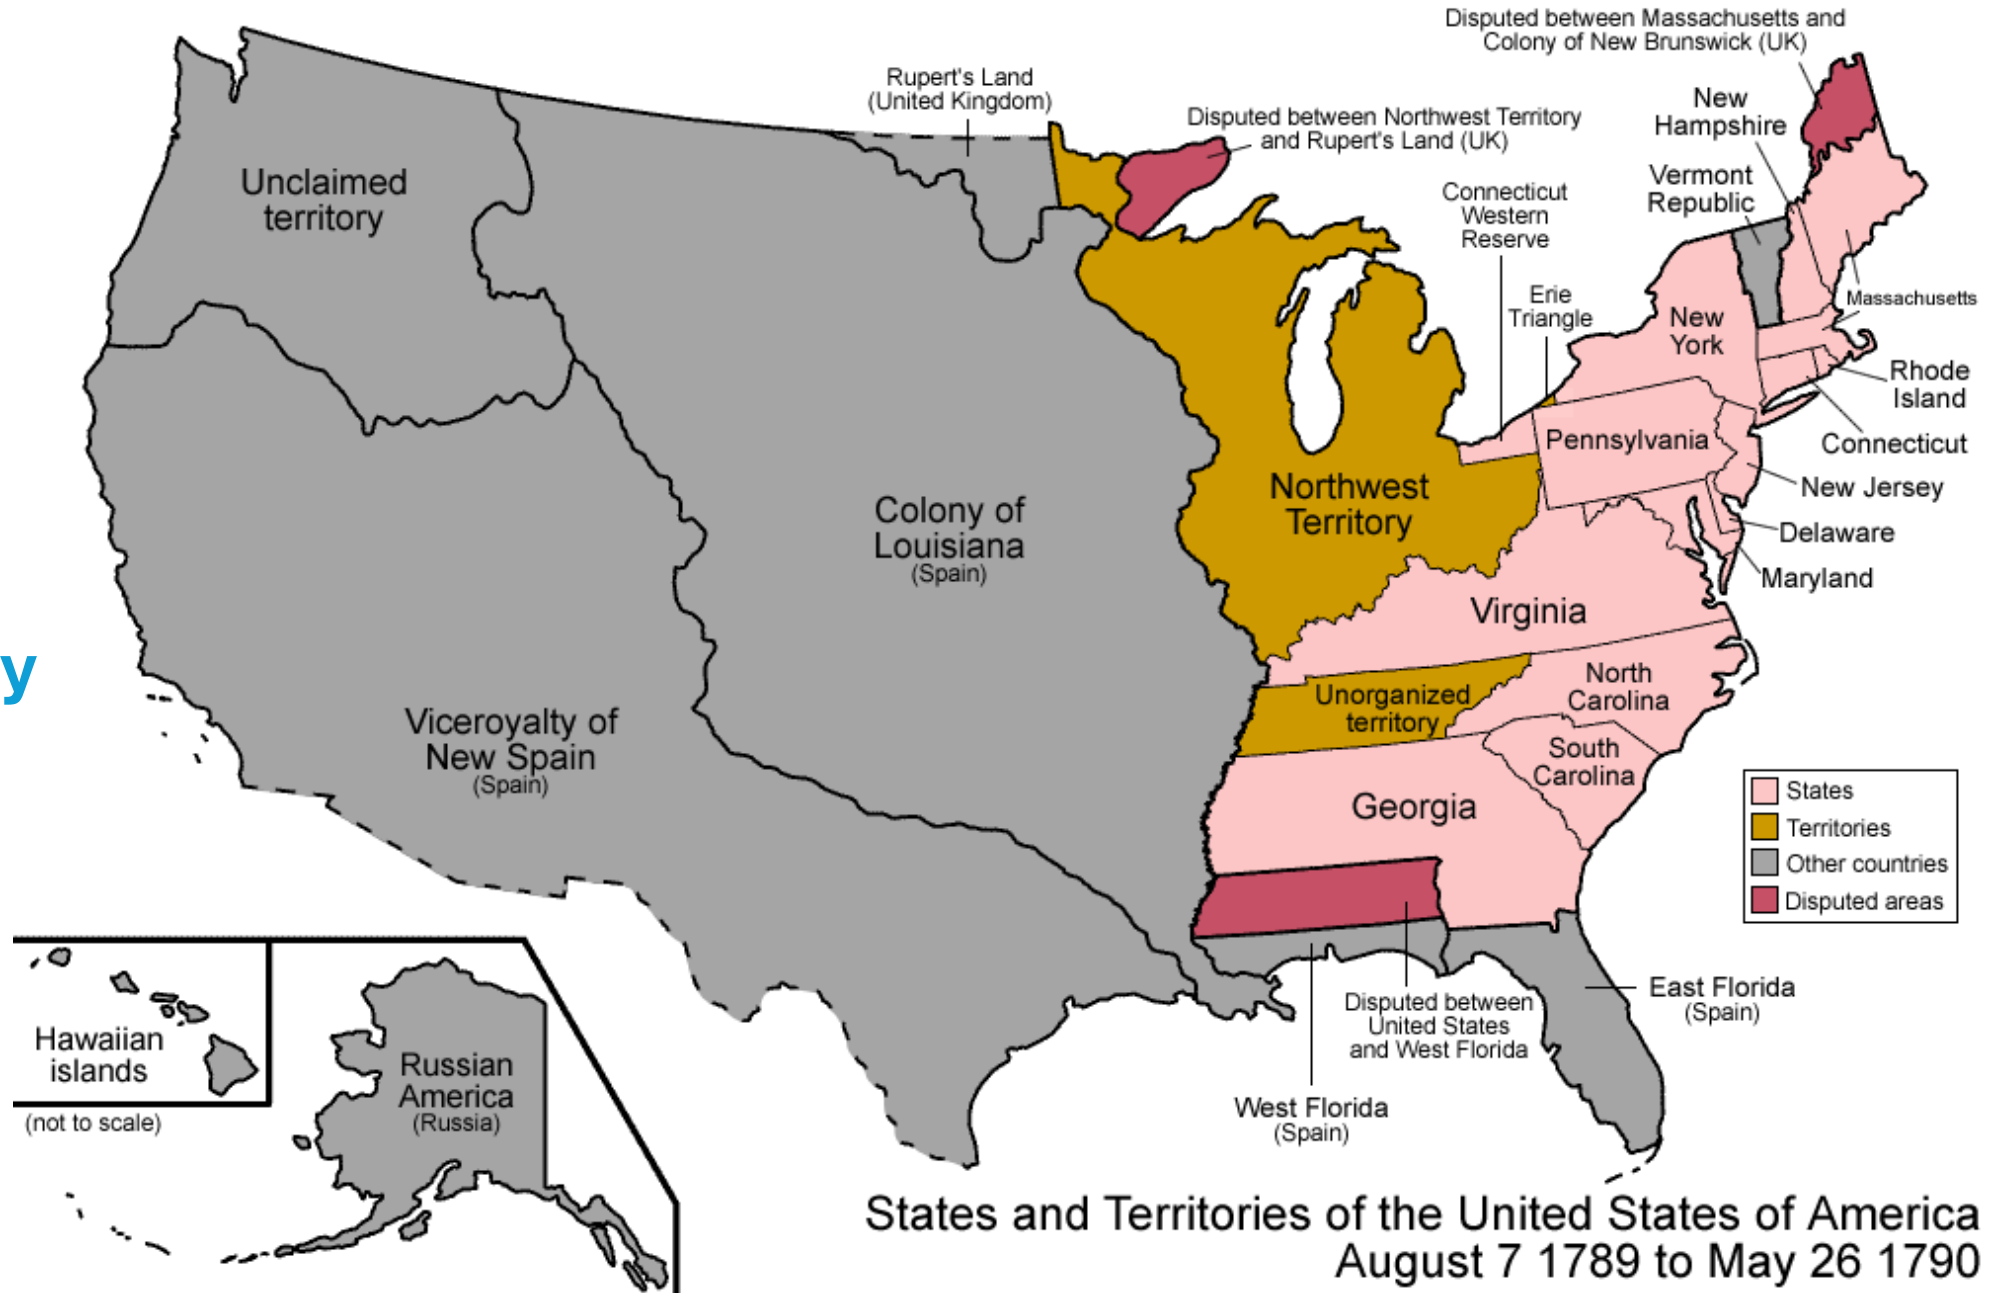 Disputed between Massachusetts and
Colony of New Brunswick (UK)
Rupert's Land
(United Kingdom)
Disputed between Northwest Territory
and Rupert's Land (UK)
New
Hampshire
Vermont
Republic
Connecticut
Western
Reserve
Unclaimed
territory
Erie
Triangle
Massachusetts
New
York
Rhode
Island
Connecticut
Pennsylvania
New Jersey
Northwest
Territory
Delaware
Colony of
Louisiana
(Spain)
Maryland
Virginia
y
Unorganized
territory
North
Carolina
Viceroyalty of
New Spain
(Spain)
South
Carolina
Georgia
States
Territories
Other countries
Disputed areas
East Florida
(Spain)
Disputed between
United States
and West Florida
West Florida
(Spain)
Hawaiian
islands
(not to scale)
Russian
America
(Russia)
States and Territories of the United States of America
August 7 1789 to May 26 1790